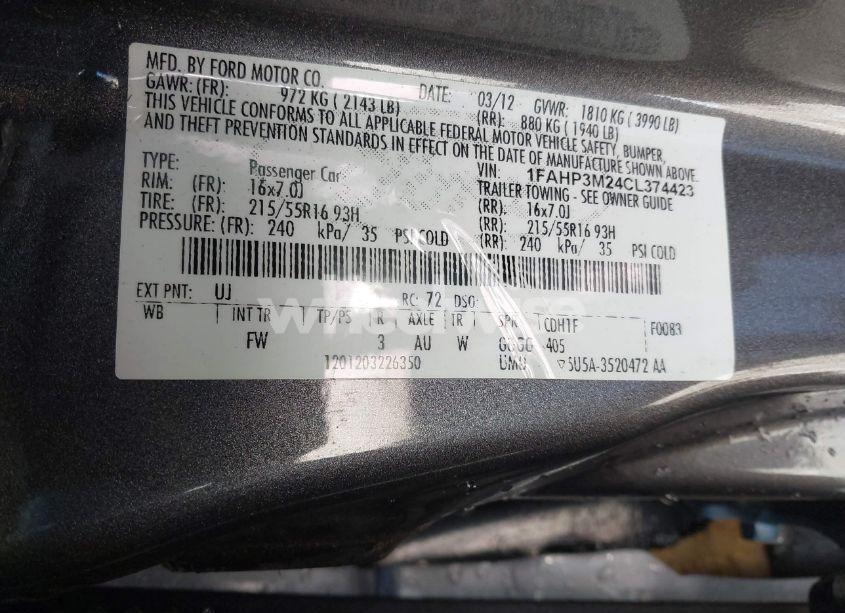 MFD. BY FORD MOTOR CO.
DATE: 03/12 GVWR: 1810 KG ( 3990 LB)
GAWR: (FR): 972 KG ( 2143 LB) (RR): 880 KG ( 1940 LB)
THIS VEHICLE CONFORMS TO ALL APPLICABLE FEDERAL MOTOR VEHICLE SAFETY, BUMPER,
AND THEFT PREVENTION STANDARDS IN EFFECT ON THE DATE OF MANUFACTURE SHOWN ABOVE.
VIN: 1FAHP3M24CL374423
TYPE: Passenger Car TRAILER TOWING - SEE OWNER GUIDE
RIM: (FR): 16x7.0J (RR): 16x7.0J
TIRE: (FR): 215/55R16 93H (RR): 215/55R16 93H
PRESSURE: (FR): 240 kPa/ 35 PSI COLD (RR): 240 kPa/ 35 PSI COLD
EXT PNT: UJ RC: 72 DSO:
WB INT TR TP/PS R AXLE TR SPR CDH1F F0083
FW 3 AU W GGGG 405
1201203226350 UMU 5U5A-3520472 AA